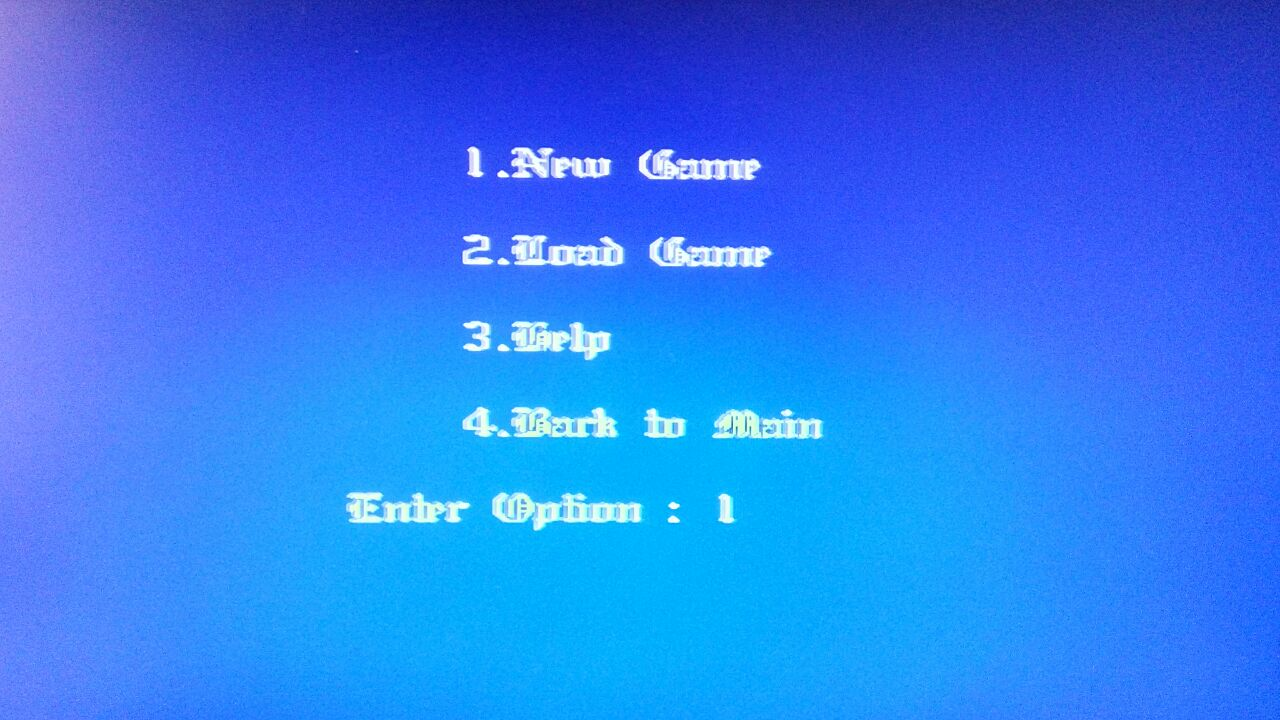 1.New Game
2.Load Game
3.Help
4.Back to Main
Enter Option : 1